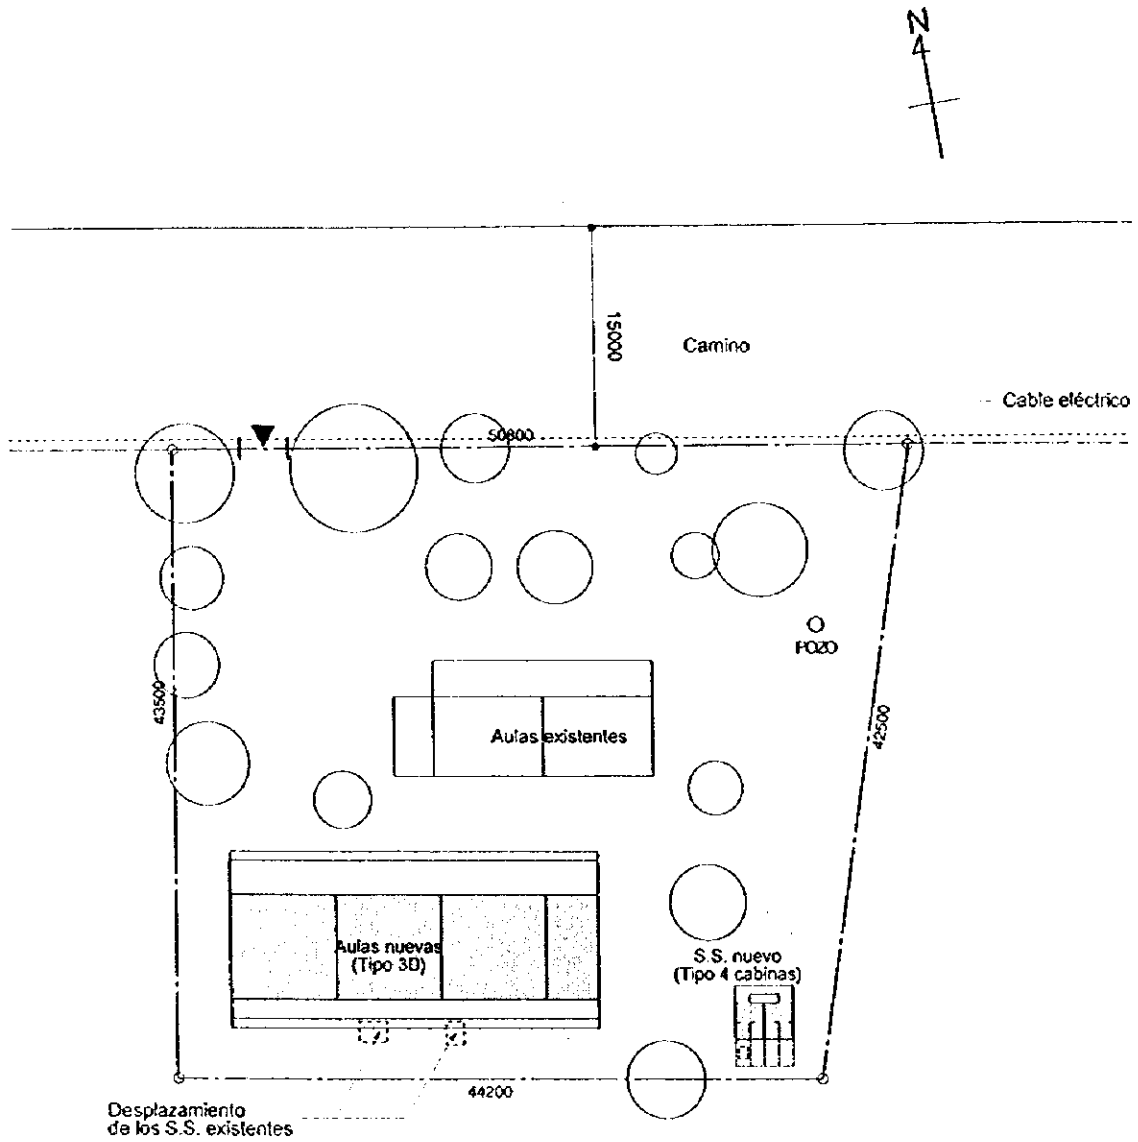 N
15000
Camino
Cable eléctrico
50800
POZO
43500
Aulas existentes
42500
Aulas nuevas
(Tipo 3D)
S.S. nuevo
(Tipo 4 cabinas)
44200
Desplazamiento
de los S.S. existentes